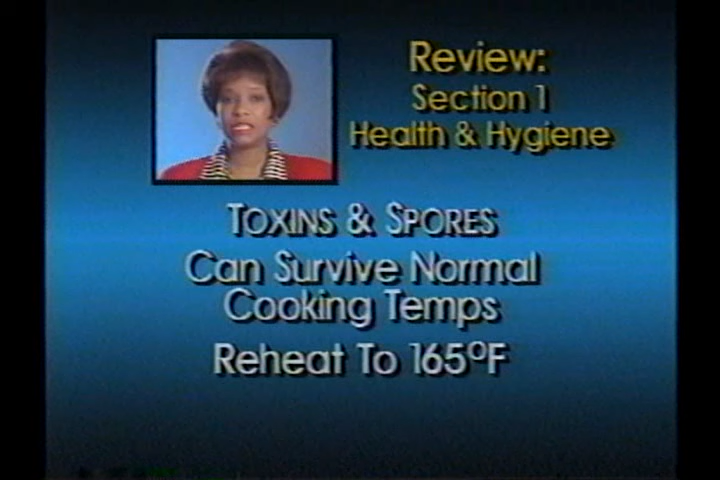 Review:
Section 1
Health & Hygiene
TOXINS & SPORES
Can Survive Normal
Cooking Temps
Reheat To 165°F